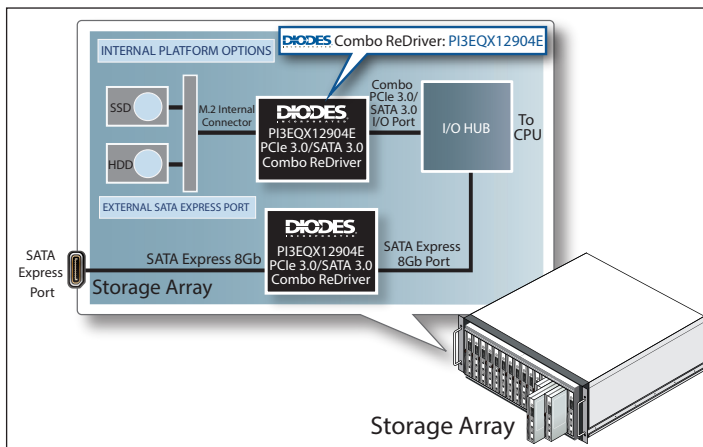 DIODES INCORPORATED Combo ReDriver: PI3EQX12904E
INTERNAL PLATFORM OPTIONS
SSD
HDD
M.2 Internal
Connector
DIODES
INCORPORATED
PI3EQX12904E
PCIe 3.0/SATA 3.0
Combo ReDriver
Combo
PCIe 3.0/
SATA 3.0
I/O Port
I/O HUB
To
CPU
EXTERNAL SATA EXPRESS PORT
DIODES
INCORPORATED
PI3EQX12904E
PCIe 3.0/SATA 3.0
Combo ReDriver
SATA
Express
Port
SATA Express 8Gb
SATA Express
8Gb Port
Storage Array
Storage Array